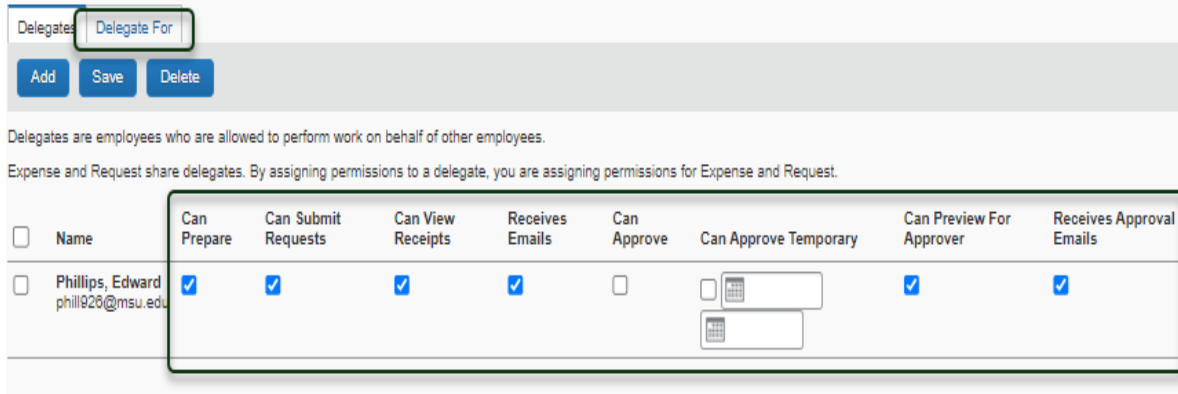 Delegates Delegate For
Add Save Delete
Delegates are employees who are allowed to perform work on behalf of other employees.
Expense and Request share delegates. By assigning permissions to a delegate, you are assigning permissions for Expense and Request.
Name
Can Prepare
Can Submit Requests
Can View Receipts
Receives Emails
Can Approve
Can Approve Temporary
Can Preview For Approver
Receives Approval Emails
Phillips, Edward
phill926@msu.edu